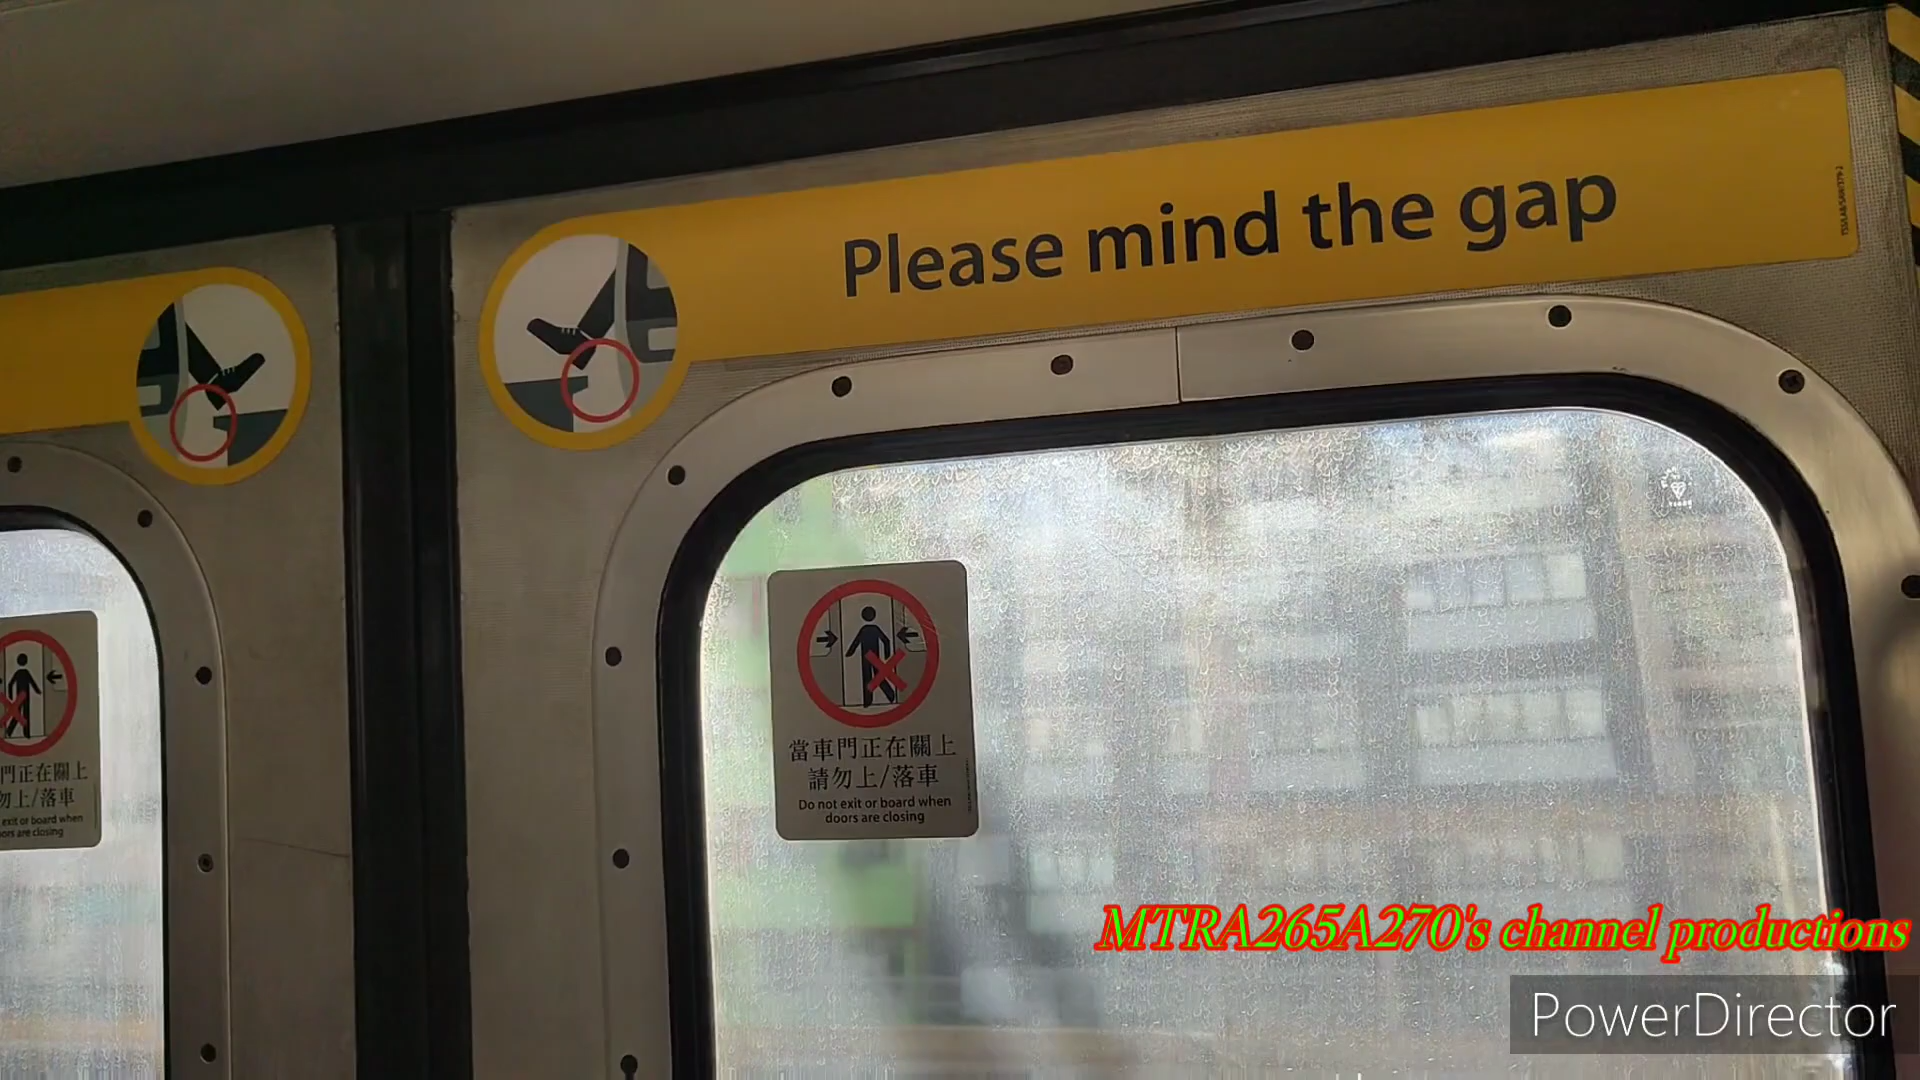 Please mind the gap
當車門正在關上
請勿上/落車
Do not exit or board when
doors are closing
門正在關上
勿上/落車
exit or board when
doors are closing
MTRA265A270's channel productions
PowerDirector